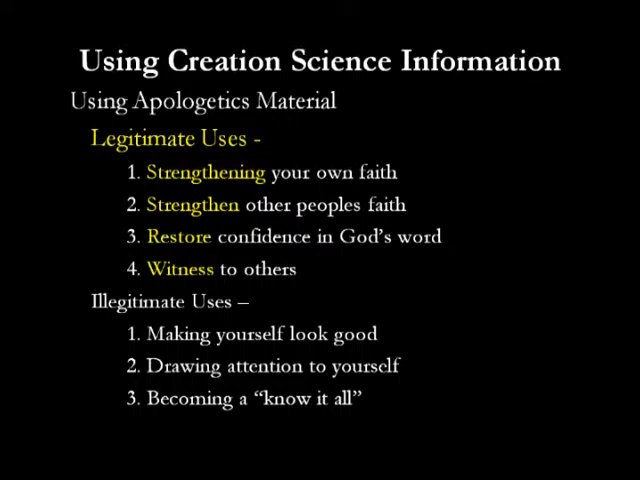 Using Creation Science Information
Using Apologetics Material
Legitimate Uses -
1. Strengthening your own faith
2. Strengthen other peoples faith
3. Restore confidence in God's word
4. Witness to others
Illegitimate Uses –
1. Making yourself look good
2. Drawing attention to yourself
3. Becoming a “know it all”